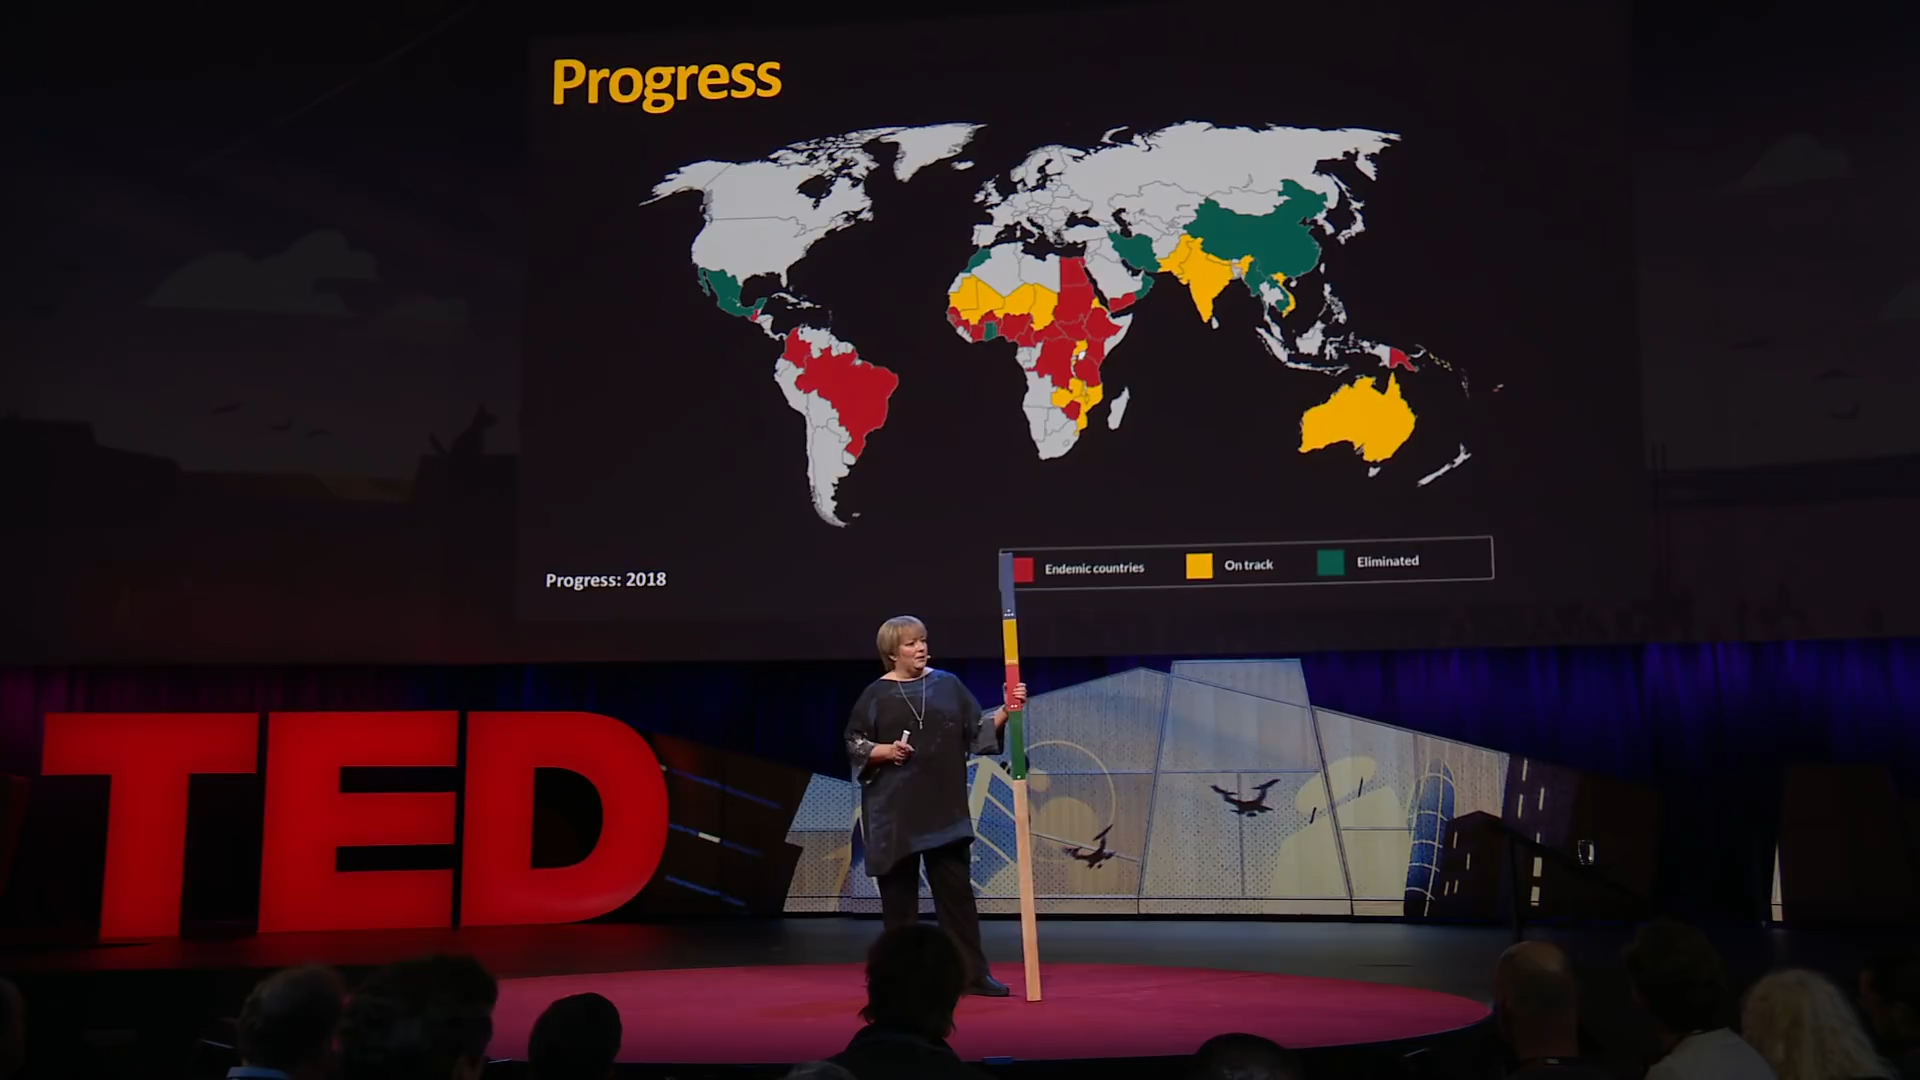 Progress
Progress: 2018
Endemic countries
On track
Eliminated
TED